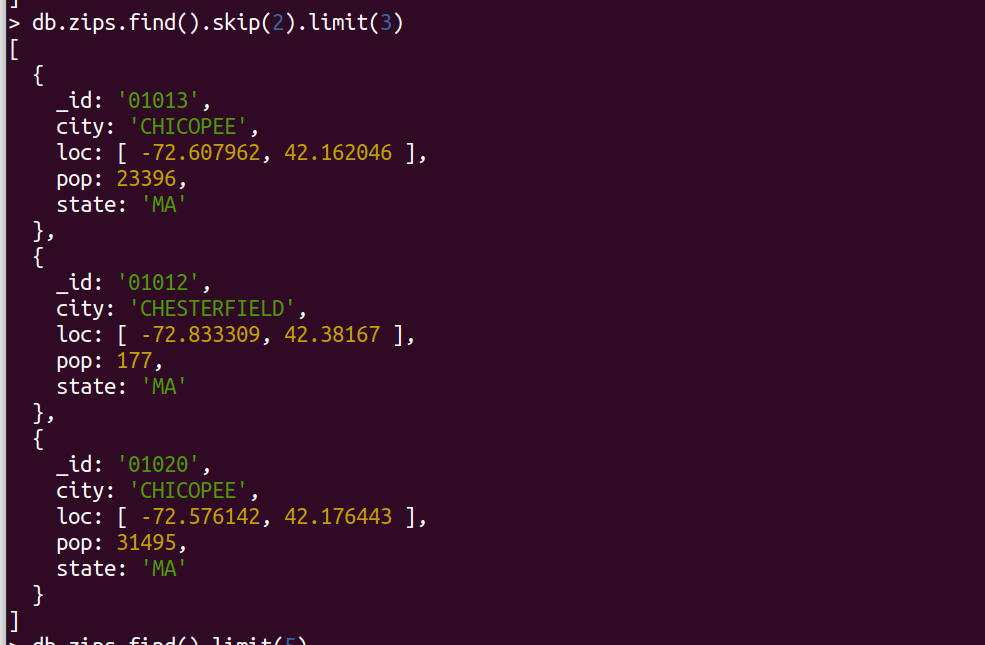 ]
> db.zips.find().skip(2).limit(3)
[
  {
    _id: '01013',
    city: 'CHICOPEE',
    loc: [ -72.607962, 42.162046 ],
    pop: 23396,
    state: 'MA'
  },
  {
    _id: '01012',
    city: 'CHESTERFIELD',
    loc: [ -72.833309, 42.38167 ],
    pop: 177,
    state: 'MA'
  },
  {
    _id: '01020',
    city: 'CHICOPEE',
    loc: [ -72.576142, 42.176443 ],
    pop: 31495,
    state: 'MA'
  }
]
> db.zips.find().limit(5)